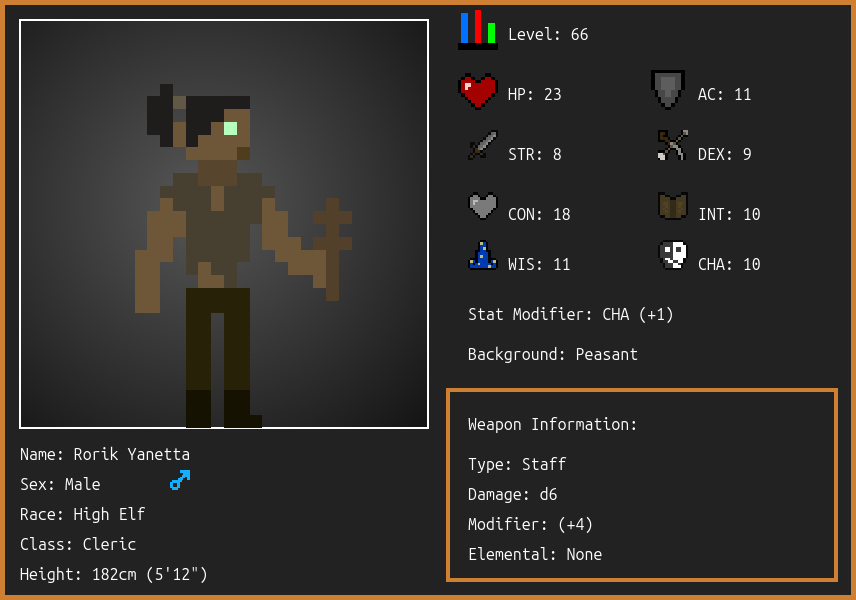 Level: 66
HP: 23
AC: 11
STR: 8
DEX: 9
CON: 18
INT: 10
WIS: 11
CHA: 10
Stat Modifier: CHA (+1)
Background: Peasant
Weapon Information:
Type: Staff
Damage: d6
Modifier: (+4)
Elemental: None
Name: Rorik Yanetta
Sex: Male
Race: High Elf
Class: Cleric
Height: 182cm (5'12")